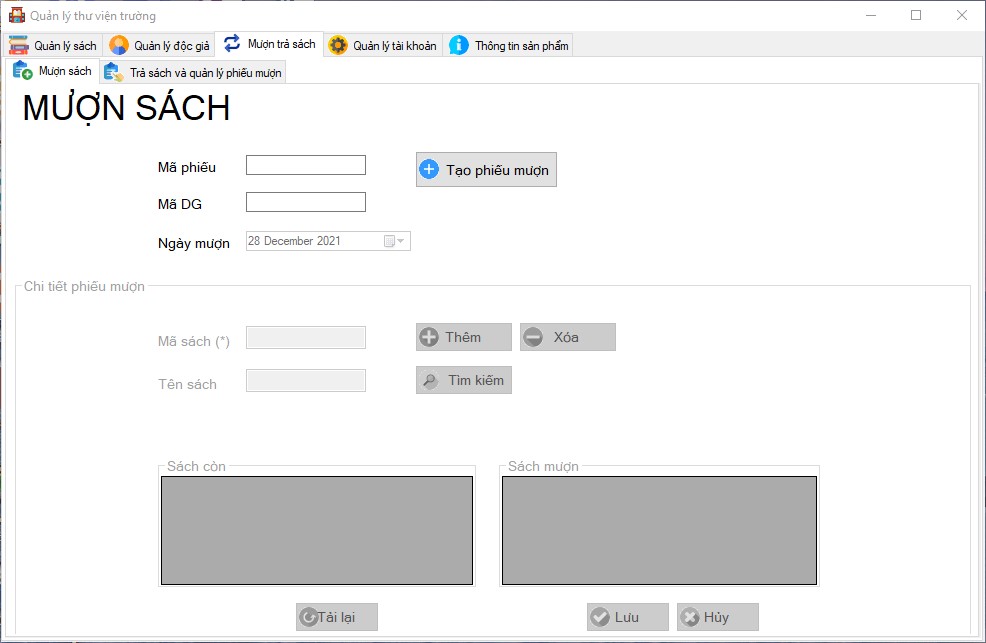 Quản lý thư viện trường
Quản lý sách Quản lý độc giả Mượn trả sách Quản lý tài khoản Thông tin sản phẩm
Mượn sách Trả sách và quản lý phiếu mượn
MƯỢN SÁCH
Mã phiếu Tạo phiếu mượn
Mã DG
Ngày mượn 28 December 2021
Chi tiết phiếu mượn
Mã sách (*) Thêm Xóa
Tên sách Tìm kiếm
Sách còn Sách mượn
Tải lại Lưu Hủy